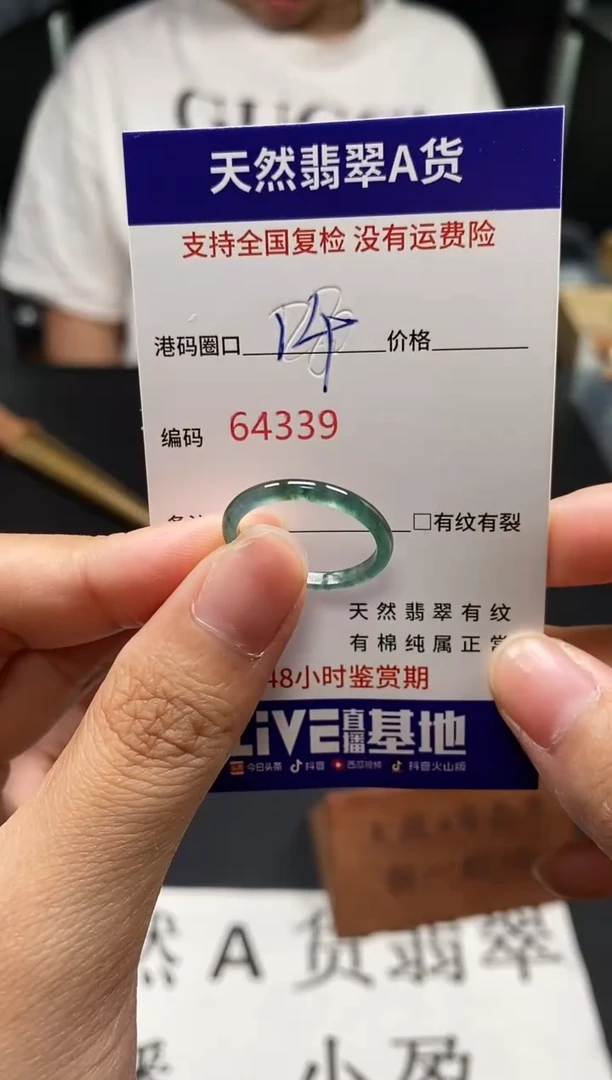 天然翡翠A货
支持全国复检 没有运费险
港码圈口 14 价格
编码 64339
□有纹有裂
天然翡翠有纹
有棉纯属正常
48小时鉴赏期
LiVE直播基地
今日头条 抖音 西瓜视频 抖音火山版
然 A 货翡翠
小盈